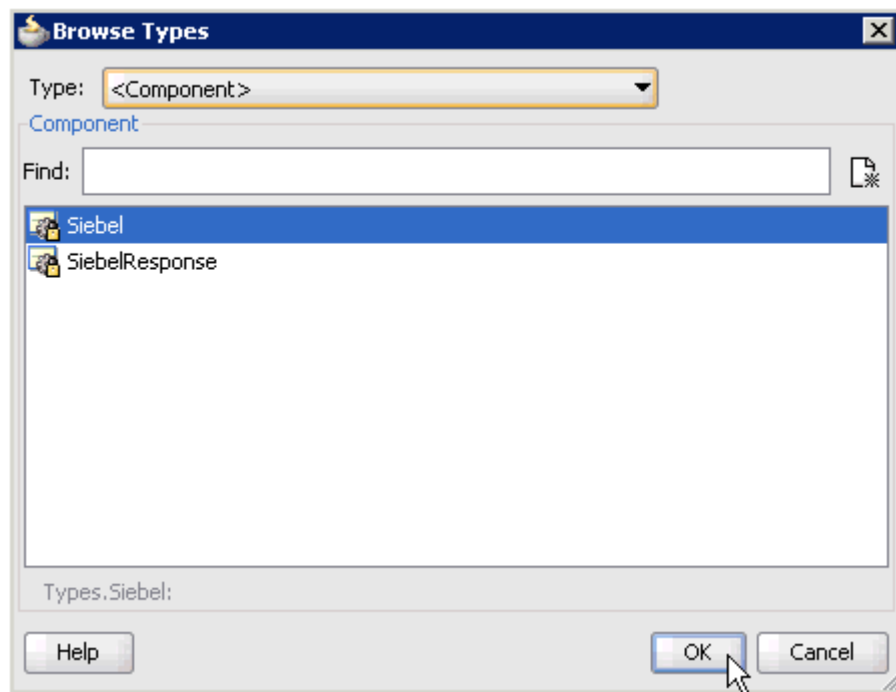 Browse Types
Type: <Component>
Component
Find:
Siebel
SiebelResponse
Types.Siebel:
Help OK Cancel